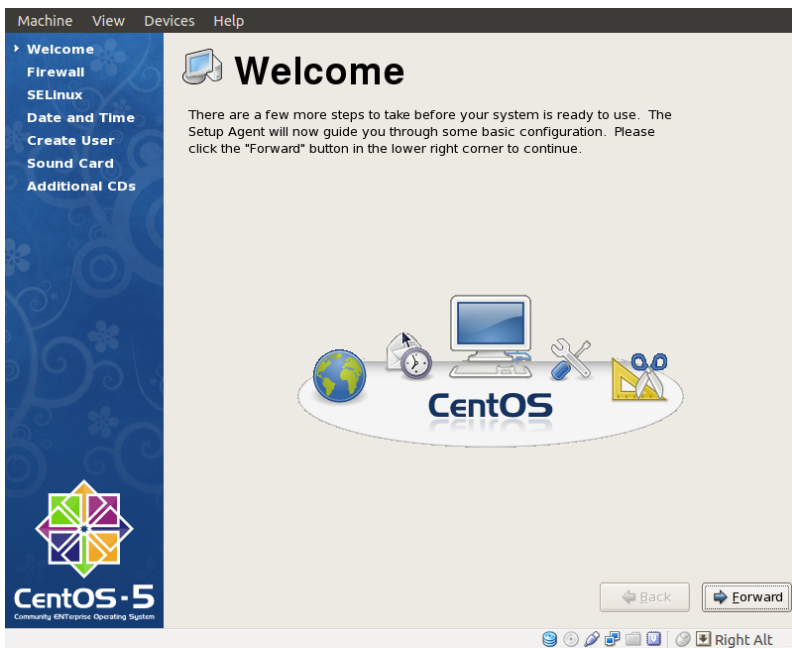 Machine View Devices Help
Welcome
Firewall
SELinux
Date and Time
Create User
Sound Card
Additional CDs
Welcome
There are a few more steps to take before your system is ready to use. The
Setup Agent will now guide you through some basic configuration. Please
click the "Forward" button in the lower right corner to continue.
CentOS
CentOS-5
Community ENTerprise Operating System
Back
Forward
Right Alt